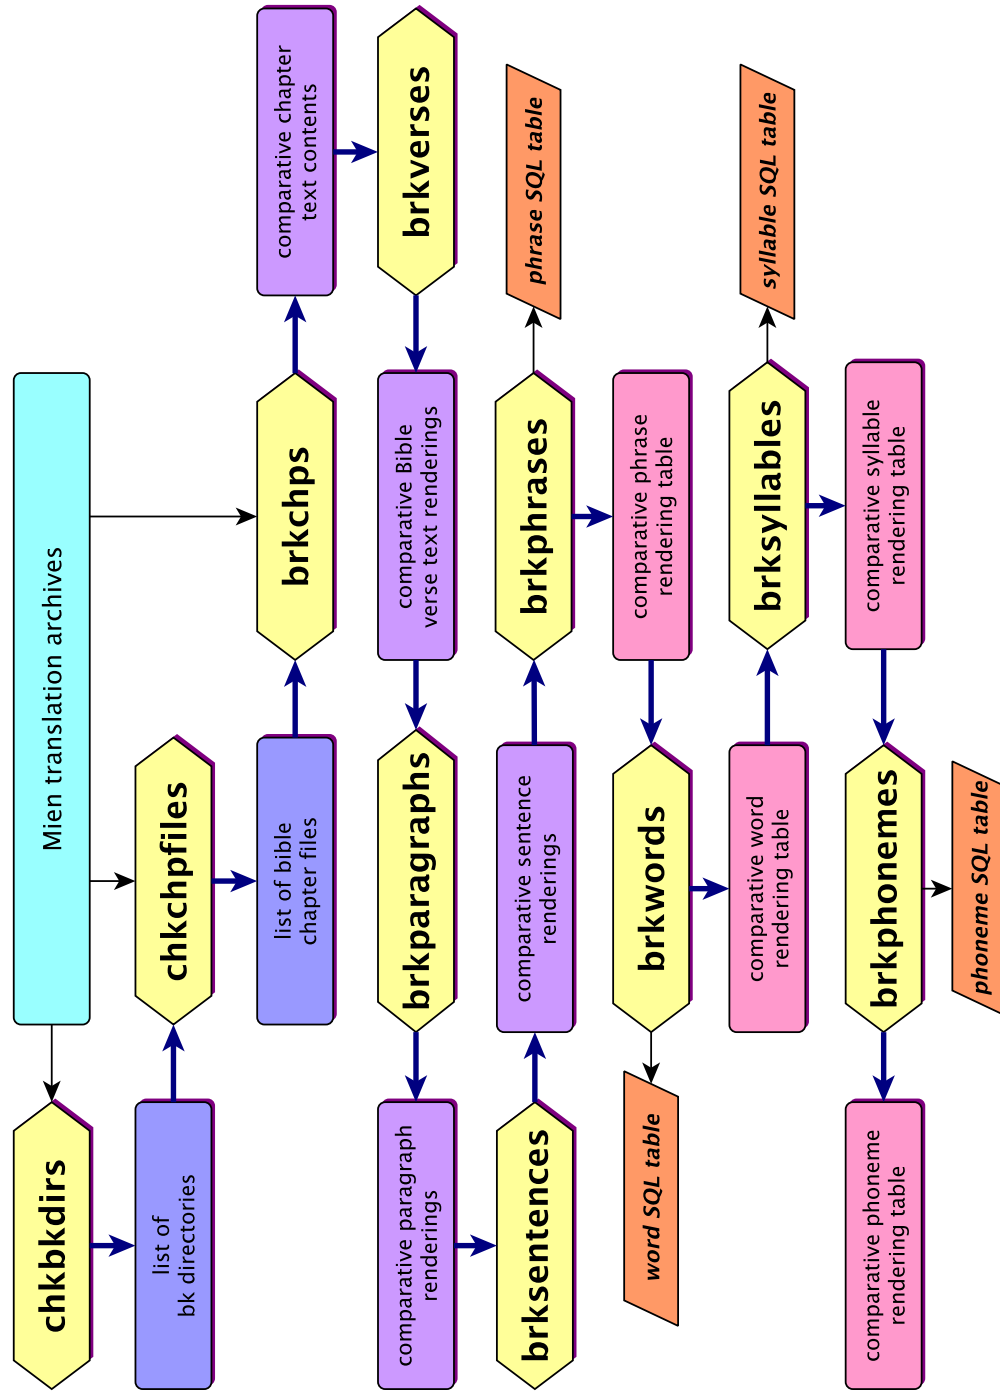 Mien translation archives
chkbkdirs
list of
bk directories
chkchpfiles
list of bible
chapter files
brkchps
comparative chapter
text contents
brkverses
comparative Bible
verse text renderings
brkparagraphs
comparative paragraph
renderings
brksentences
comparative sentence
renderings
brkphrases
phrase SQL table
comparative phrase
rendering table
brkwords
word SQL table
comparative word
rendering table
brksyllables
syllable SQL table
comparative syllable
rendering table
brkphonemes
phoneme SQL table
comparative phoneme
rendering table